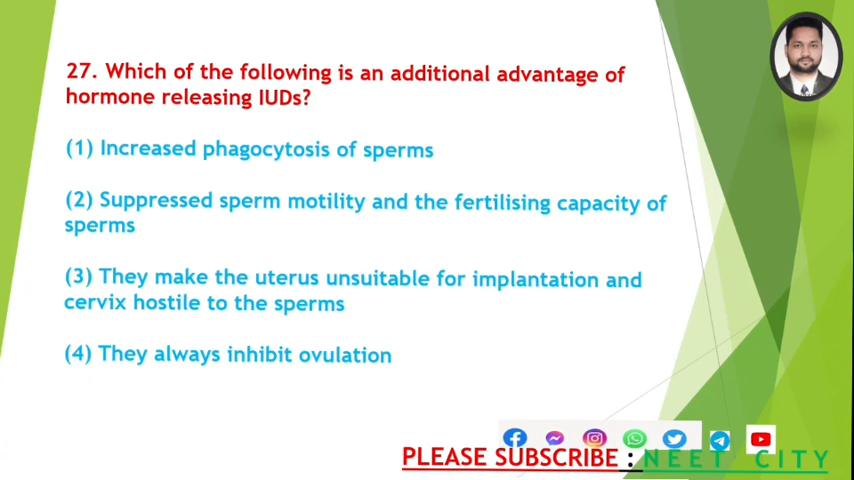 27. Which of the following is an additional advantage of
hormone releasing IUDs?
(1) Increased phagocytosis of sperms
(2) Suppressed sperm motility and the fertilising capacity of
sperms
(3) They make the uterus unsuitable for implantation and
cervix hostile to the sperms
(4) They always inhibit ovulation
PLEASE SUBSCRIBE : NEET CITY